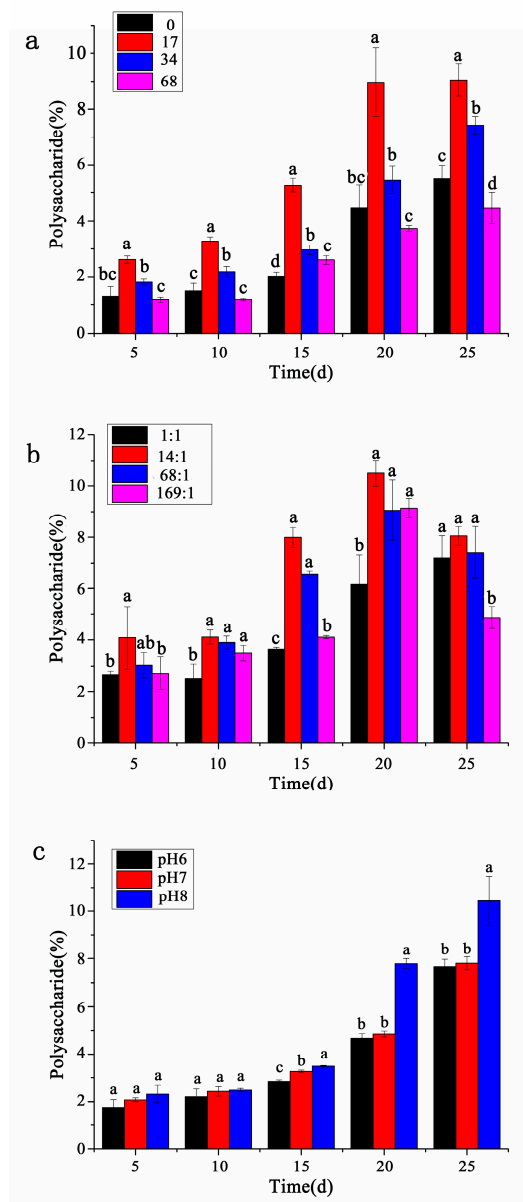 a
0
17
34
68
Polysaccharide(%)
10
8
6
4
2
0
bc a b c
c a b c
d a b c
bc a b c
c a b d
5 10 15 20 25
Time(d)
b
1:1
14:1
68:1
169:1
Polysaccharide(%)
12
10
8
6
4
2
0
b a ab b
b a a a
c a a b
b a a a
a a a b
5 10 15 20 25
Time(d)
c
pH6
pH7
pH8
Polysaccharide(%)
12
10
8
6
4
2
0
a a a
a a a
c b a
b b a
b b a
5 10 15 20 25
Time(d)